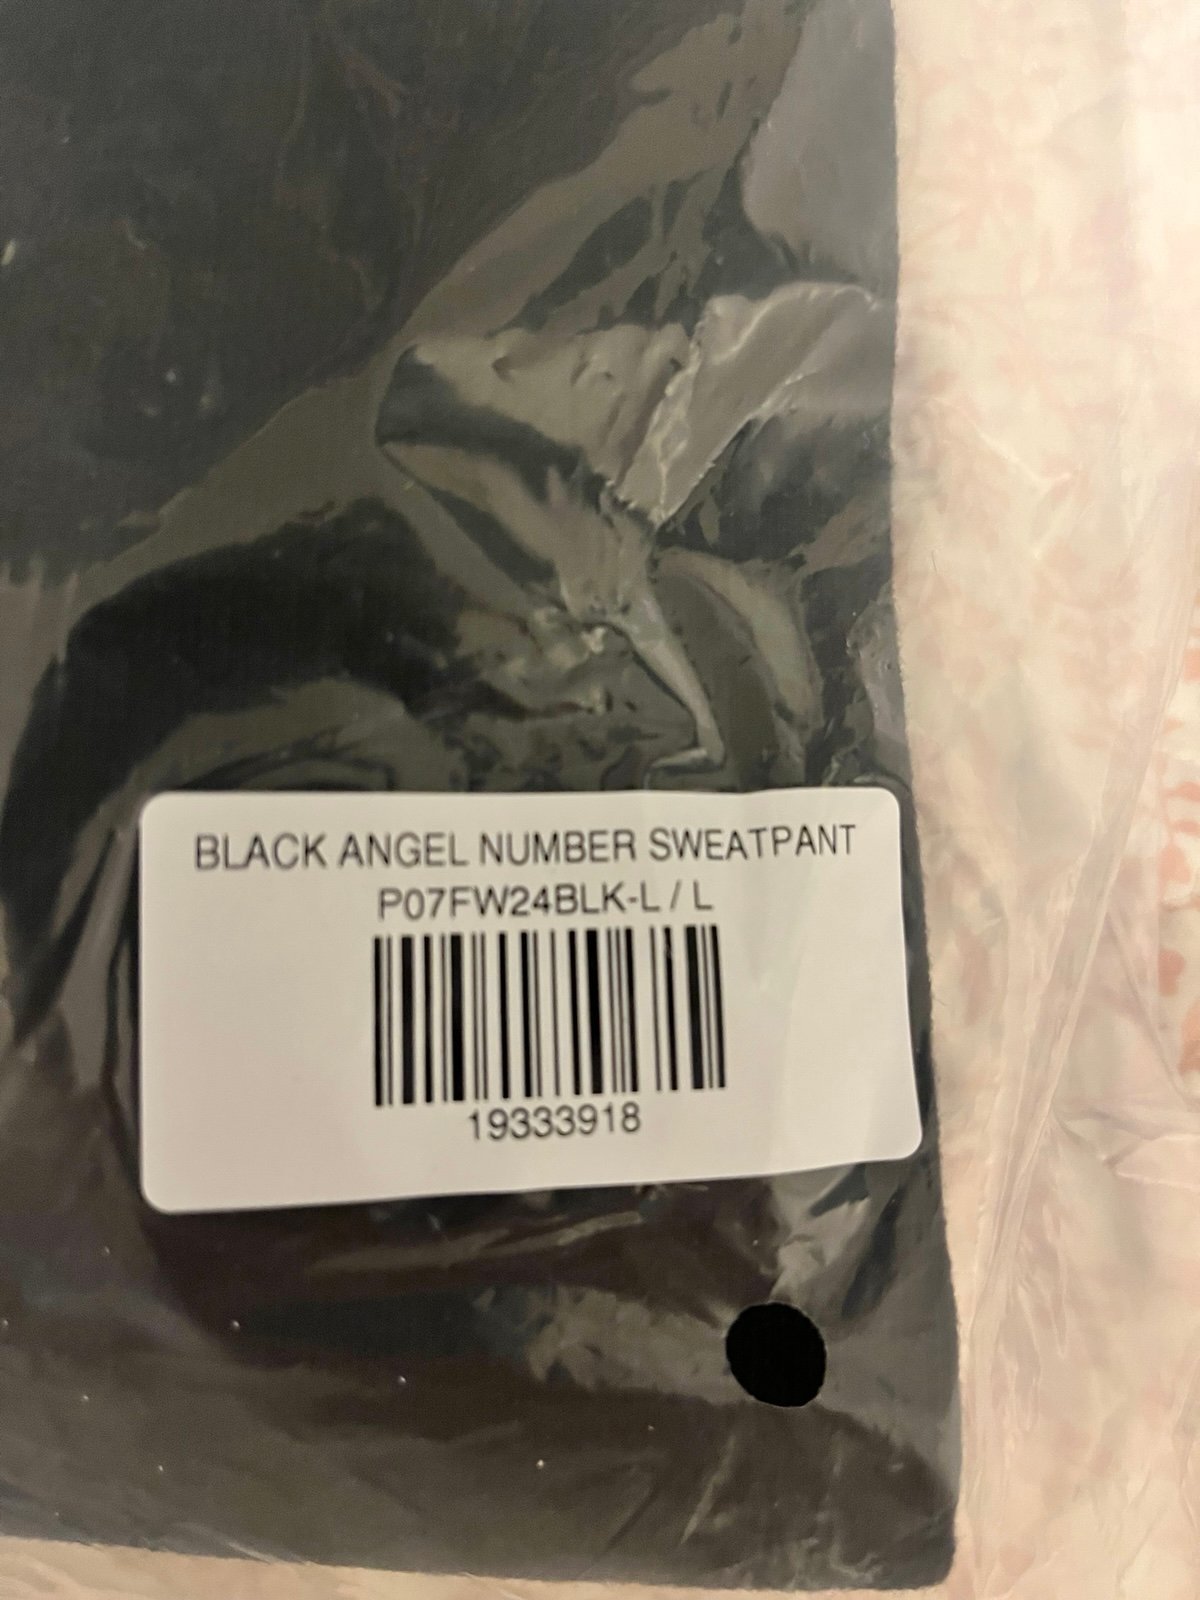 BLACK ANGEL NUMBER SWEATPANT
P07FW24BLK-L / L
19333918